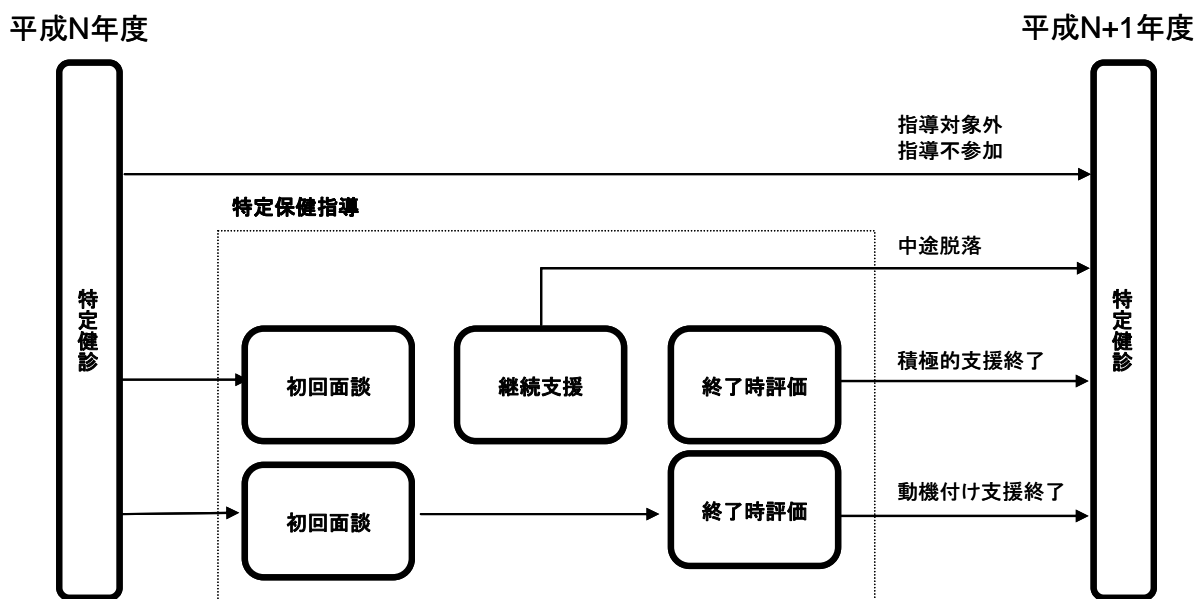 平成N年度
平成N+1年度
指導対象外
指導不参加
特定保健指導
中途脱落
特定健診
特定健診
初回面談
継続支援
終了時評価
積極的支援終了
初回面談
終了時評価
動機付け支援終了